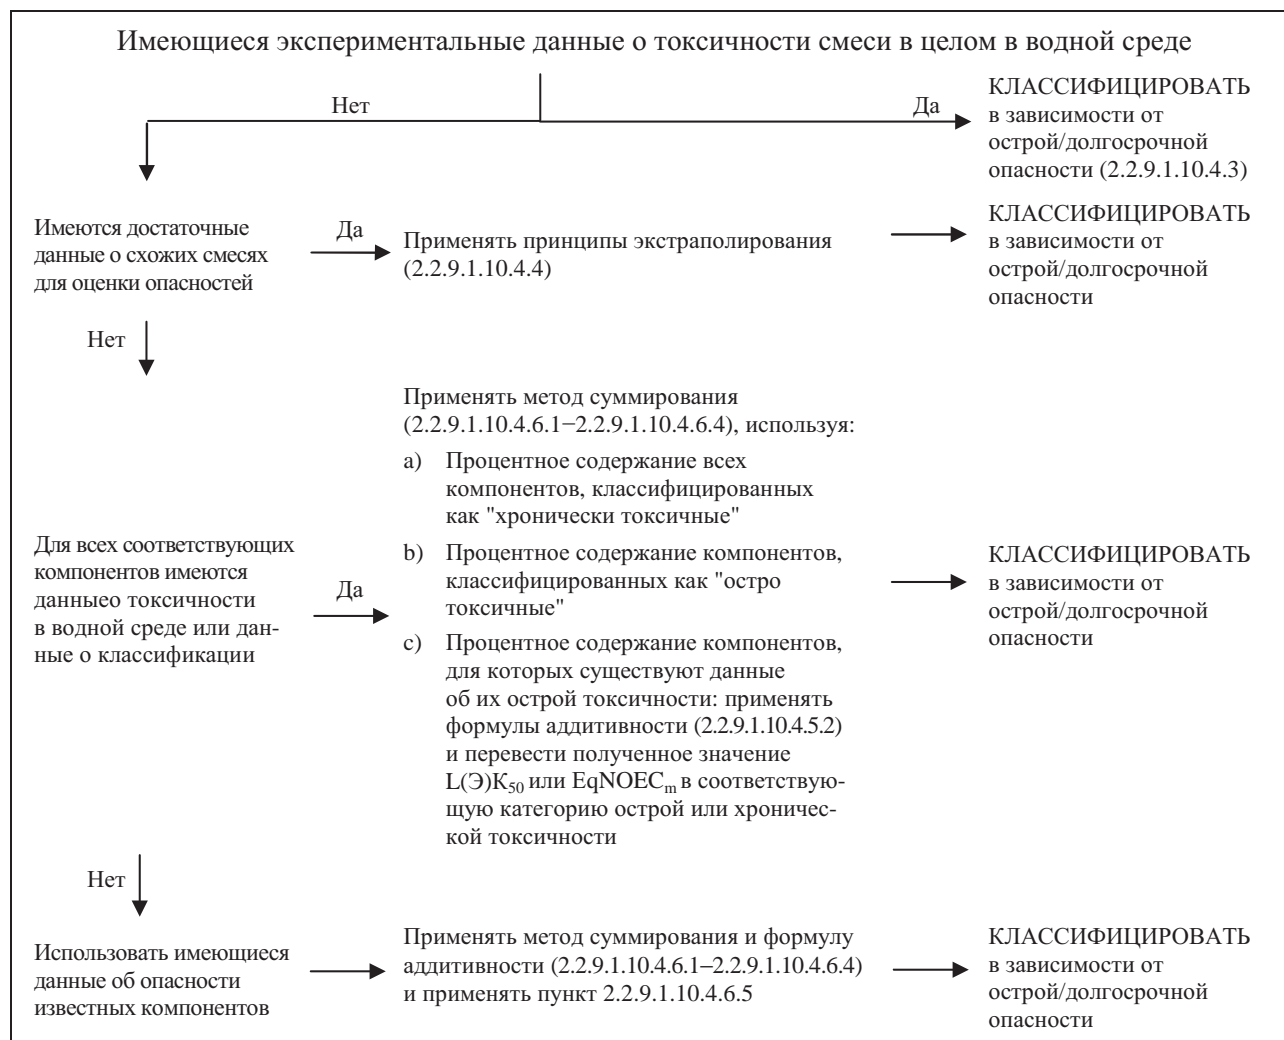 Имеющиеся экспериментальные данные о токсичности смеси в целом в водной среде
Нет
Да
КЛАССИФИЦИРОВАТЬ
в зависимости от
острой/долгосрочной
опасности (2.2.9.1.10.4.3)
Имеются достаточные
данные о схожих смесях
для оценки опасностей
Да
Применять принципы экстраполирования
(2.2.9.1.10.4.4)
КЛАССИФИЦИРОВАТЬ
в зависимости от
острой/долгосрочной
опасности
Нет
Для всех соответствующих
компонентов имеются
данныео токсичности
в водной среде или дан-
ные о классификации
Да
Применять метод суммирования
(2.2.9.1.10.4.6.1−2.2.9.1.10.4.6.4), используя:
a) Процентное содержание всех
компонентов, классифицированных
как "хронически токсичные"
b) Процентное содержание компонентов,
классифицированных как "остро
токсичные"
c) Процентное содержание компонентов,
для которых существуют данные
об их острой токсичности: применять
формулы аддитивности (2.2.9.1.10.4.5.2)
и перевести полученное значение
L(Э)K₅₀ или EqNOECₘ в соответствую-
щую категорию острой или хроничес-
кой токсичности
КЛАССИФИЦИРОВАТЬ
в зависимости от
острой/долгосрочной
опасности
Нет
Использовать имеющиеся
данные об опасности
известных компонентов
Применять метод суммирования и формулу
аддитивности (2.2.9.1.10.4.6.1–2.2.9.1.10.4.6.4)
и применять пункт 2.2.9.1.10.4.6.5
КЛАССИФИЦИРОВАТЬ
в зависимости от
острой/долгосрочной
опасности